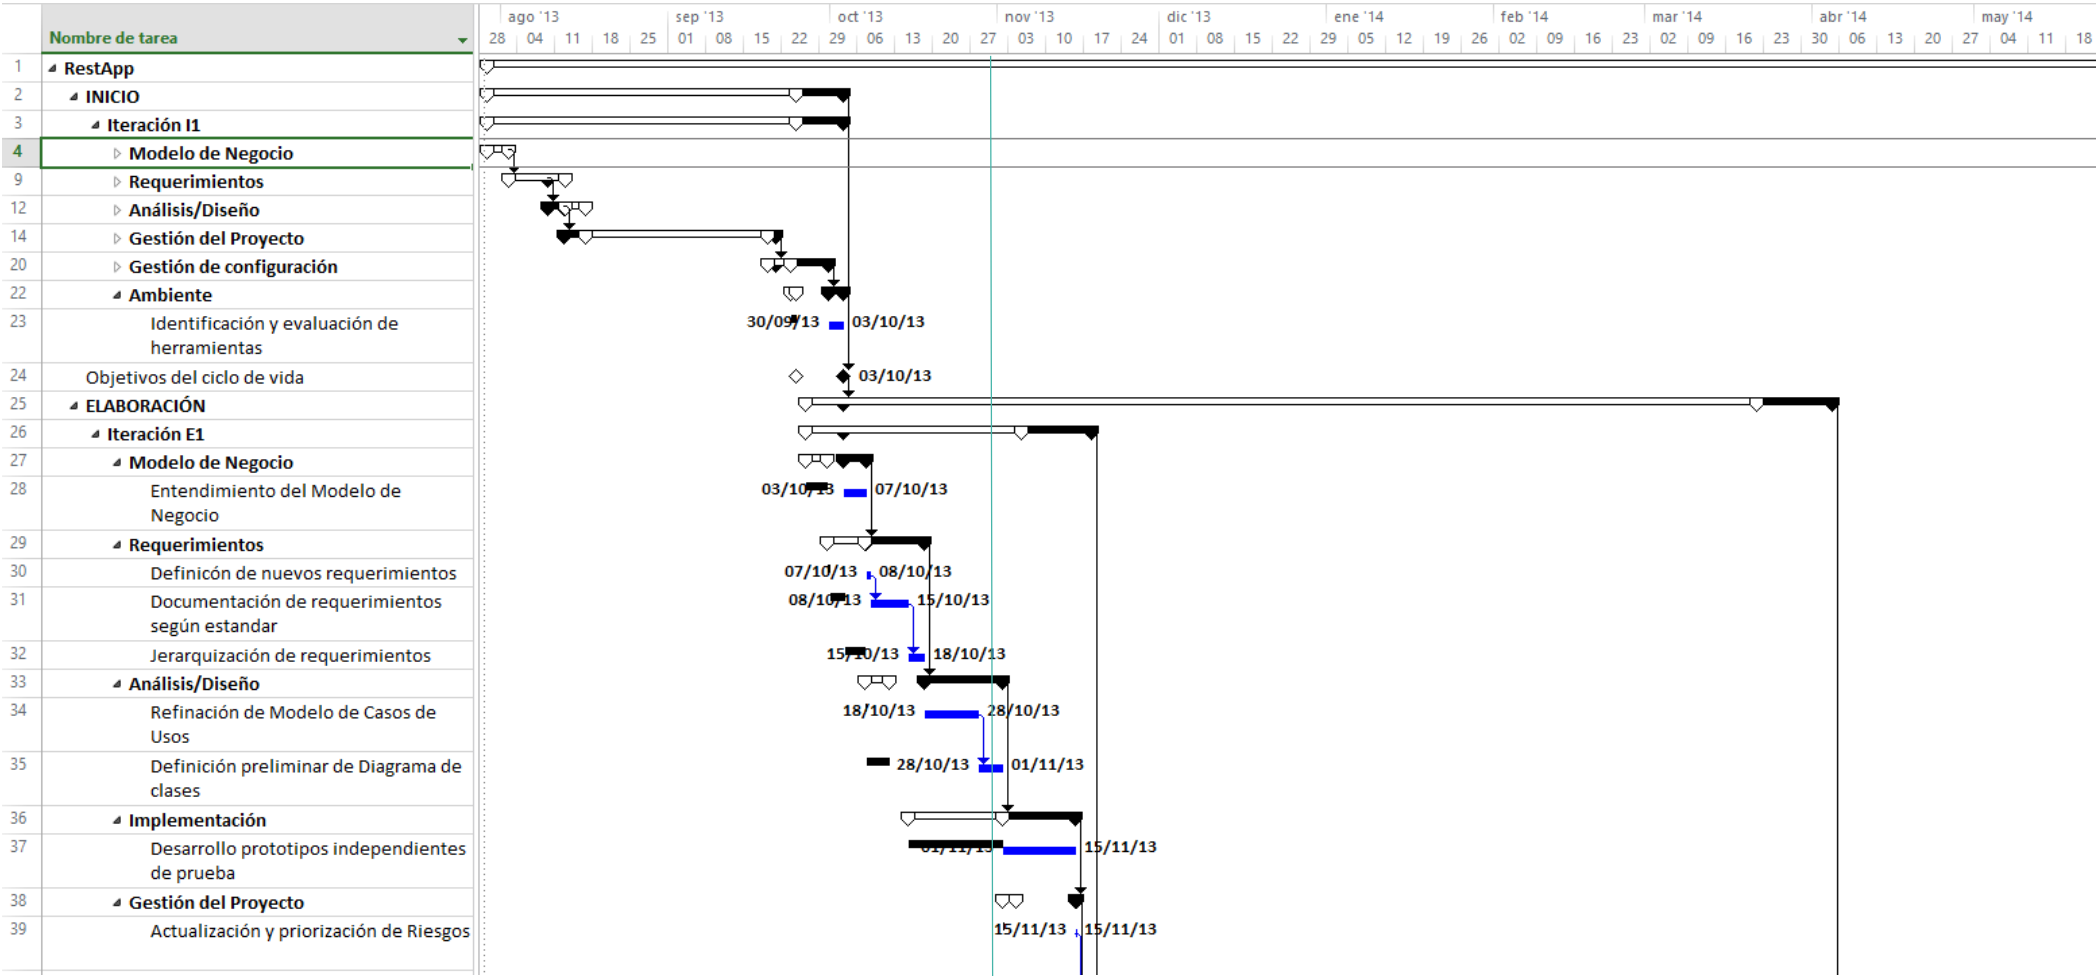 ago '13 sep '13 oct '13 nov '13 dic '13 ene '14 feb '14 mar '14 abr '14 may '14
Nombre de tarea 28 04 11 18 25 01 08 15 22 29 06 13 20 27 03 10 17 24 01 08 15 22 29 05 12 19 26 02 09 16 23 02 09 16 23 30 06 13 20 27 04 11 18
1 RestApp
2 INICIO
3 Iteración I1
4 Modelo de Negocio
9 Requerimientos
12 Análisis/Diseño
14 Gestión del Proyecto
20 Gestión de configuración
22 Ambiente
23 Identificación y evaluación de 30/09/13 03/10/13
herramientas
24 Objetivos del ciclo de vida 03/10/13
25 ELABORACIÓN
26 Iteración E1
27 Modelo de Negocio
28 Entendimiento del Modelo de 03/10/13 07/10/13
Negocio
29 Requerimientos
30 Definicón de nuevos requerimientos 07/10/13 08/10/13
31 Documentación de requerimientos 08/10/13 15/10/13
según estandar
32 Jerarquización de requerimientos 15/10/13 18/10/13
33 Análisis/Diseño
34 Refinación de Modelo de Casos de 18/10/13 28/10/13
Usos
35 Definición preliminar de Diagrama de 28/10/13 01/11/13
clases
36 Implementación
37 Desarrollo prototipos independientes 01/11/13 15/11/13
de prueba
38 Gestión del Proyecto
39 Actualización y priorización de Riesgos 15/11/13 15/11/13